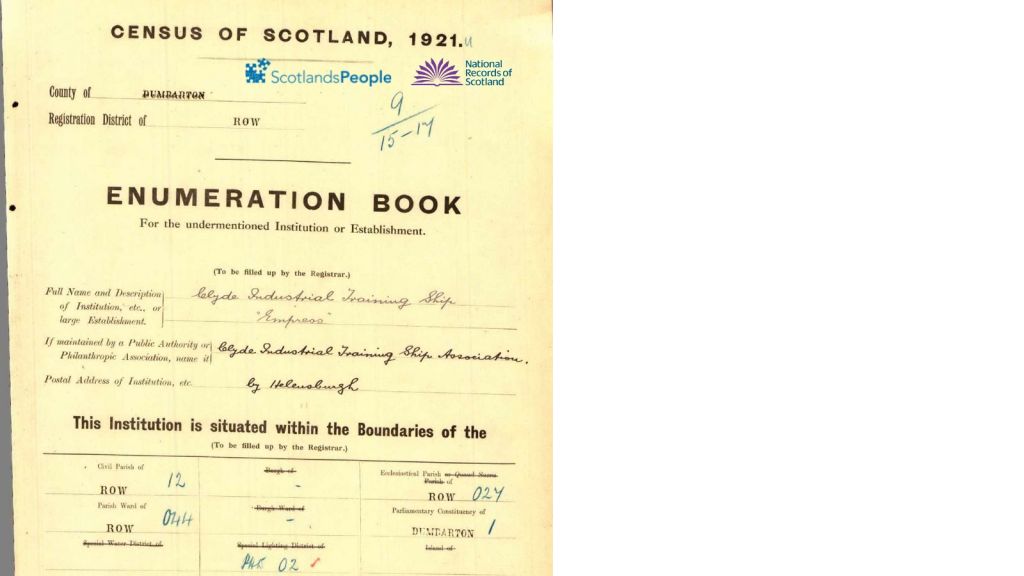 CENSUS OF SCOTLAND, 1921.
ScotlandsPeople
National
Records of
Scotland
County of DUMBARTON
9
15-17
Registration District of ROW
ENUMERATION BOOK
For the undermentioned Institution or Establishment.
(To be filled up by the Registrar.)
Full Name and Description
of Institution, etc., or
large Establishment.
Clyde Industrial Training Ship
"Empress"
If maintained by a Public Authority or
Philanthropic Association, name it
Clyde Industrial Training Ship Association.
Postal Address of Institution, etc. by Helensburgh
This Institution is situated within the Boundaries of the
(To be filled up by the Registrar.)
Civil Parish of
ROW 12
Burgh of
-
Ecclesiastical Parish or Quoad Sacra
Parish of
ROW 027
Parish Ward of
ROW 044
Burgh Ward of
-
Parliamentary Constituency of
DUMBARTON 1
Special Water District of
Special Lighting District of
02
Island of